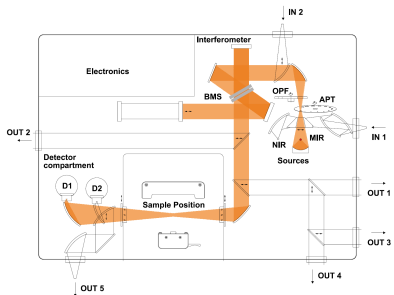 IN 2
Interferometer
Electronics
OPF
BMS
APT
OUT 2
NIR
MIR
IN 1
Sources
Detector
compartment
D1
D2
OUT 1
Sample Position
OUT 3
OUT 4
OUT 5